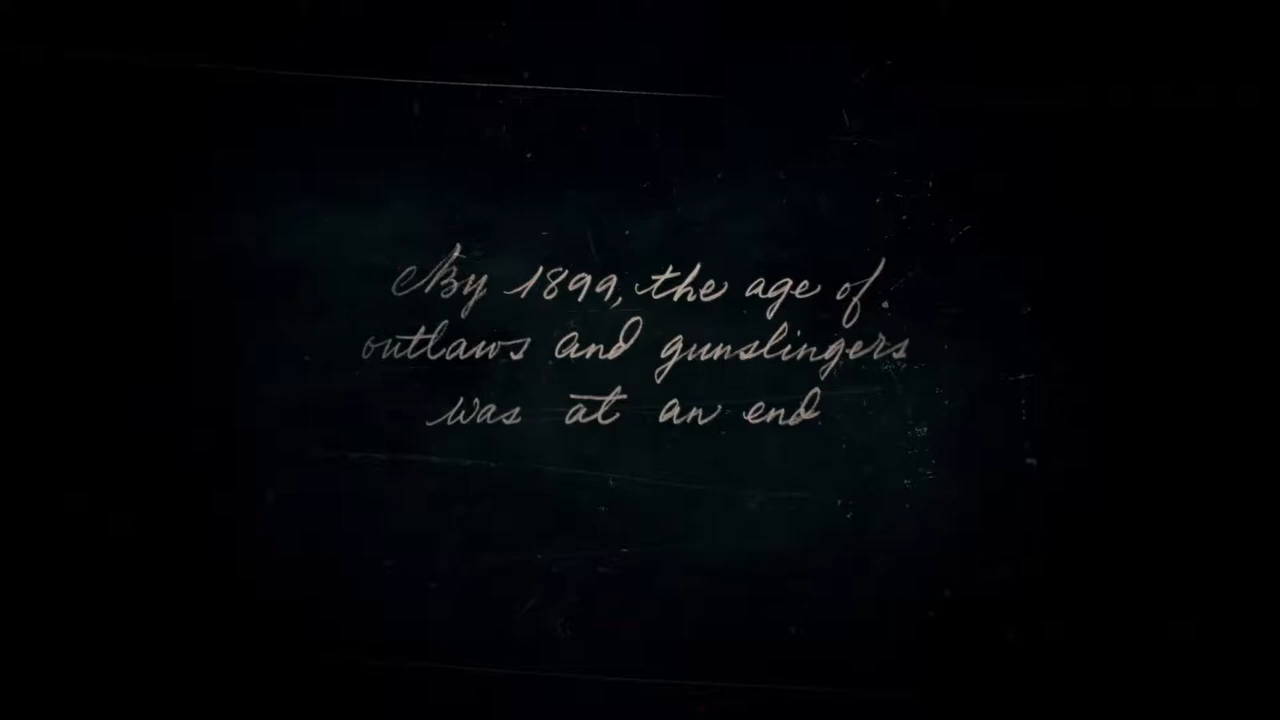 By 1899, the age of
outlaws and gunslingers
was at an end